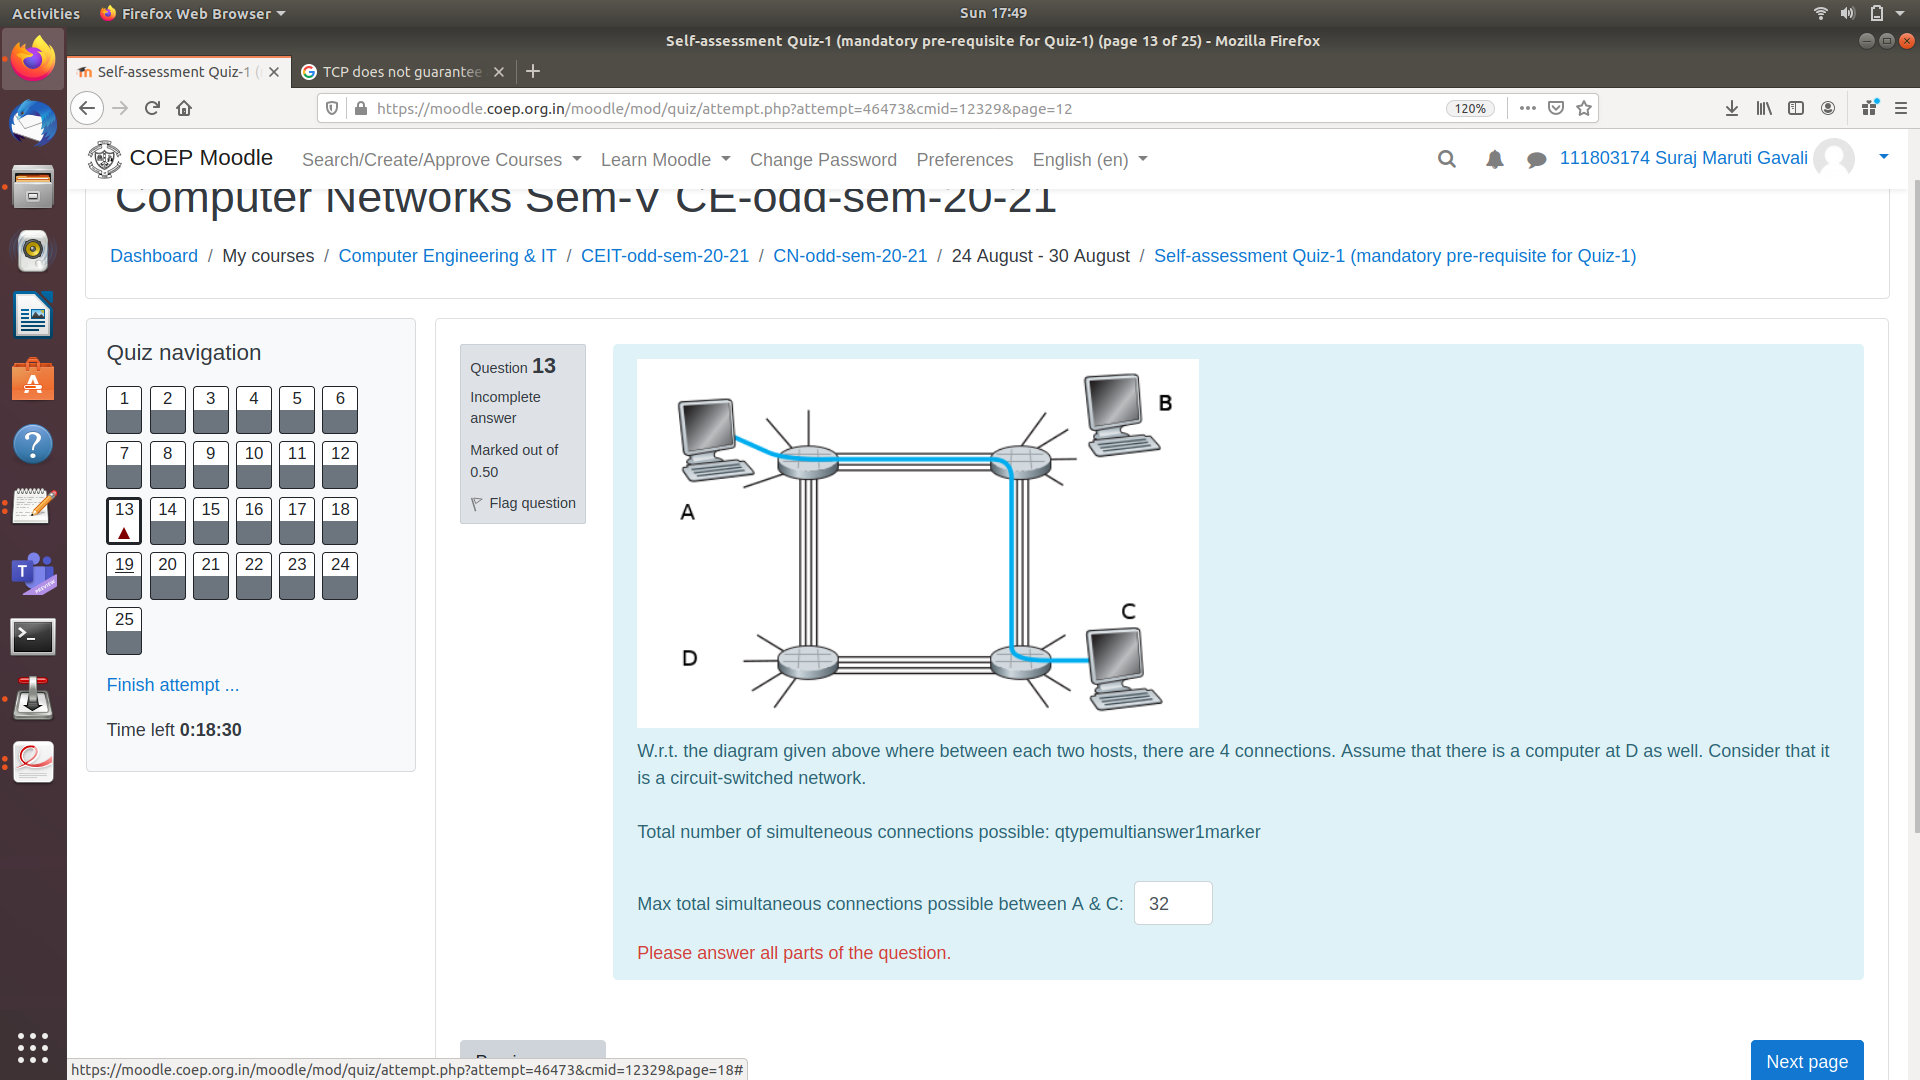 Activities
Firefox Web Browser
Sun 17:49
Self-assessment Quiz-1 (mandatory pre-requisite for Quiz-1) (page 13 of 25) - Mozilla Firefox
Self-assessment Quiz-1 (
TCP does not guarantee
https://moodle.coep.org.in/moodle/mod/quiz/attempt.php?attempt=46473&cmid=12329&page=12
120%
COEP Moodle
Search/Create/Approve Courses
Learn Moodle
Change Password
Preferences
English (en)
111803174 Suraj Maruti Gavali
Computer Networks Sem-V CE-odd-sem-20-21
Dashboard / My courses / Computer Engineering & IT / CEIT-odd-sem-20-21 / CN-odd-sem-20-21 / 24 August - 30 August / Self-assessment Quiz-1 (mandatory pre-requisite for Quiz-1)
Quiz navigation
1 2 3 4 5 6
7 8 9 10 11 12
13 14 15 16 17 18
19 20 21 22 23 24
25
Finish attempt ...
Time left 0:18:30
Question 13
Incomplete
answer
Marked out of
0.50
Flag question
B
A
C
D
W.r.t. the diagram given above where between each two hosts, there are 4 connections. Assume that there is a computer at D as well. Consider that it
is a circuit-switched network.
Total number of simulteneous connections possible: qtypemultianswer1marker
Max total simultaneous connections possible between A & C: 32
Please answer all parts of the question.
Next page
https://moodle.coep.org.in/moodle/mod/quiz/attempt.php?attempt=46473&cmid=12329&page=18#